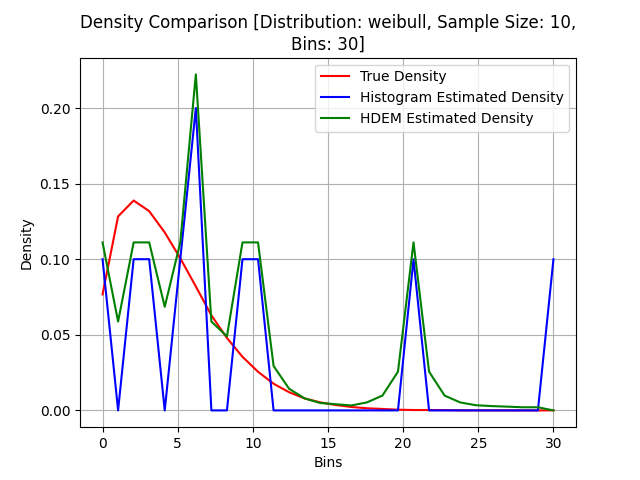 Density Comparison [Distribution: weibull, Sample Size: 10,
Bins: 30]
True Density
Histogram Estimated Density
HDEM Estimated Density
Density
0.20
0.15
0.10
0.05
0.00
0 5 10 15 20 25 30
Bins